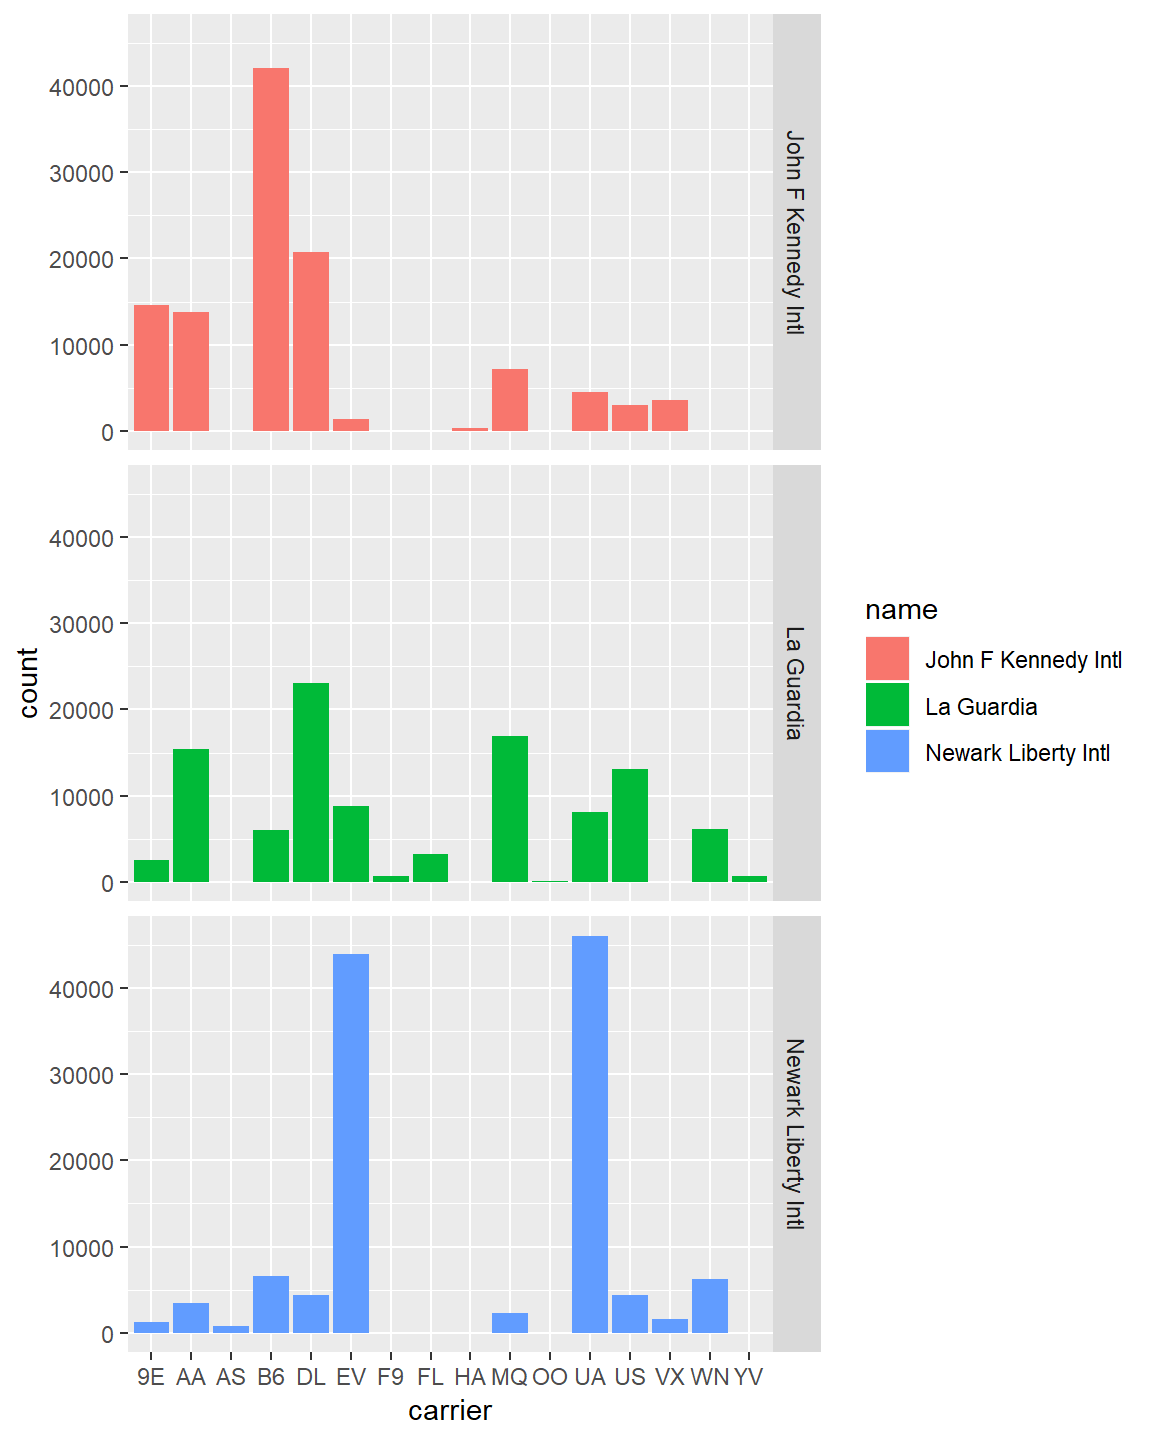 40000
30000
20000
10000
0
John F Kennedy Intl
40000
30000
20000
10000
0
La Guardia
40000
30000
20000
10000
0
Newark Liberty Intl
count
9E AA AS B6 DL EV F9 FL HA MQ OO UA US VX WN YV
carrier
name
John F Kennedy Intl
La Guardia
Newark Liberty Intl